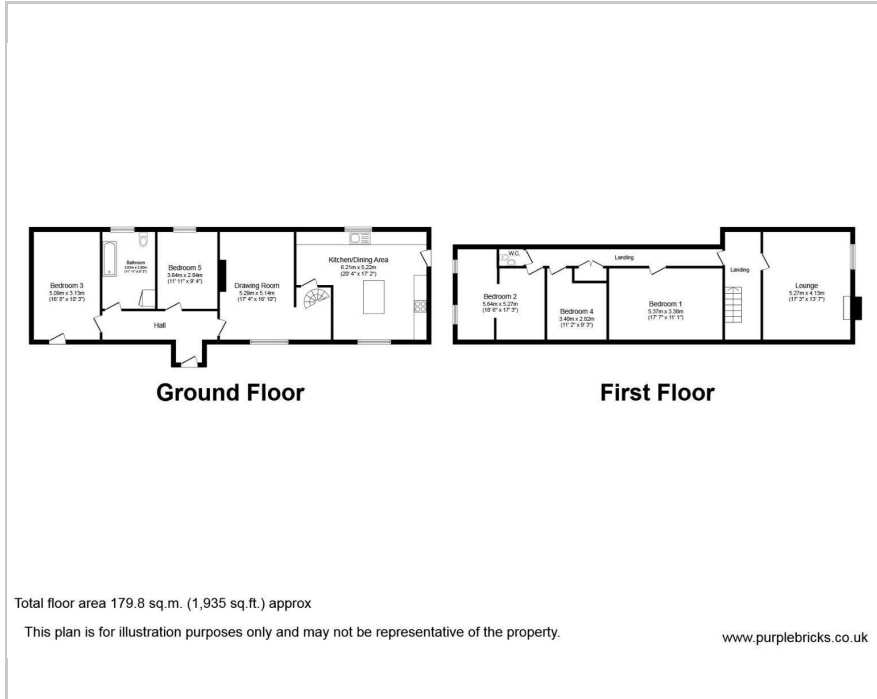 Bedroom 3
5.09m x 3.13m
(16' 8" x 10' 3")
Bathroom
Bedroom 5
3.64m x 2.84m
(11' 11" x 9' 4")
Hall
Drawing Room
5.29m x 5.14m
(17' 4" x 16' 10")
Kitchen/Dining Area
6.21m x 5.22m
(20' 4" x 17' 2")
Ground Floor
W.C.
Landing
Bedroom 2
5.64m x 5.27m
(18' 6" x 17' 3")
Bedroom 4
3.40m x 2.82m
(11' 2" x 9' 3")
Bedroom 1
5.37m x 3.38m
(17' 7" x 11' 1")
Landing
Lounge
5.27m x 4.13m
(17' 3" x 13' 7")
First Floor
Total floor area 179.8 sq.m. (1,935 sq.ft.) approx
This plan is for illustration purposes only and may not be representative of the property.
www.purplebricks.co.uk